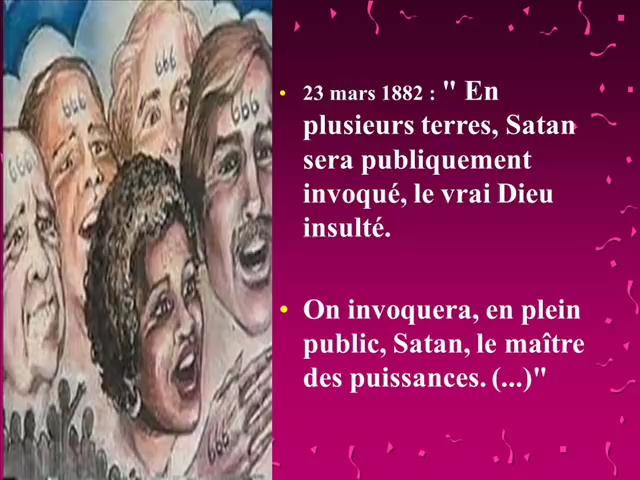 666
666
666
666
• 23 mars 1882 : " En
plusieurs terres, Satan
sera publiquement
invoqué, le vrai Dieu
insulté.
• On invoquera, en plein
public, Satan, le maître
des puissances. (...)"
666